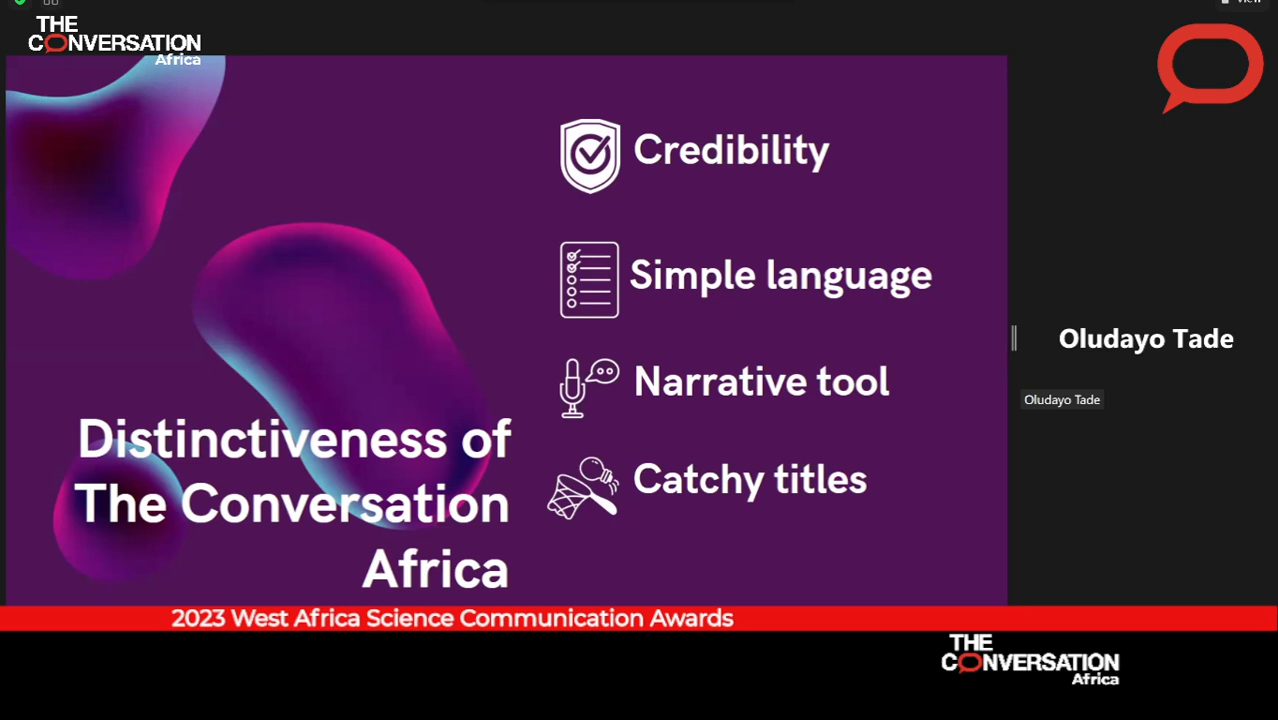 View
THE
CONVERSATION
Africa
Credibility
Simple language
Narrative tool
Catchy titles
Distinctiveness of
The Conversation
Africa
Oludayo Tade
Oludayo Tade
2023 West Africa Science Communication Awards
THE
CONVERSATION
Africa